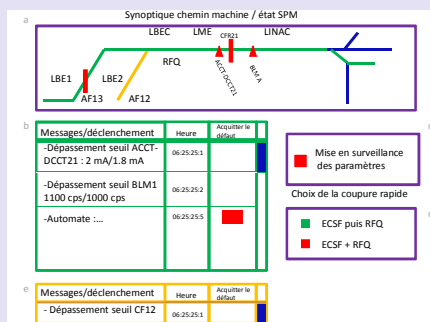 Synoptique chemin machine / état SPM
a
LBEC LME CFR21 LINAC
RFQ
LBE1 LBE2
ACCT-DCCT21
BLM A
AF13 AF12
b
Messages/déclenchement Heure Acquitter le défaut
-Dépassement seuil ACCT-
DCCT21 : 2 mA/1.8 mA 06:25:25:1
-Dépassement seuil BLM1
1100 cps/1000 cps 06:25:25:2
-Automate :… 06:25:25:5
c
Mise en surveillance
des paramètres
Choix de la coupure rapide
ECSF puis RFQ
ECSF + RFQ
e
Messages/déclenchement Heure Acquitter le défaut
- Dépassement seuil CF12 06:25:25:1